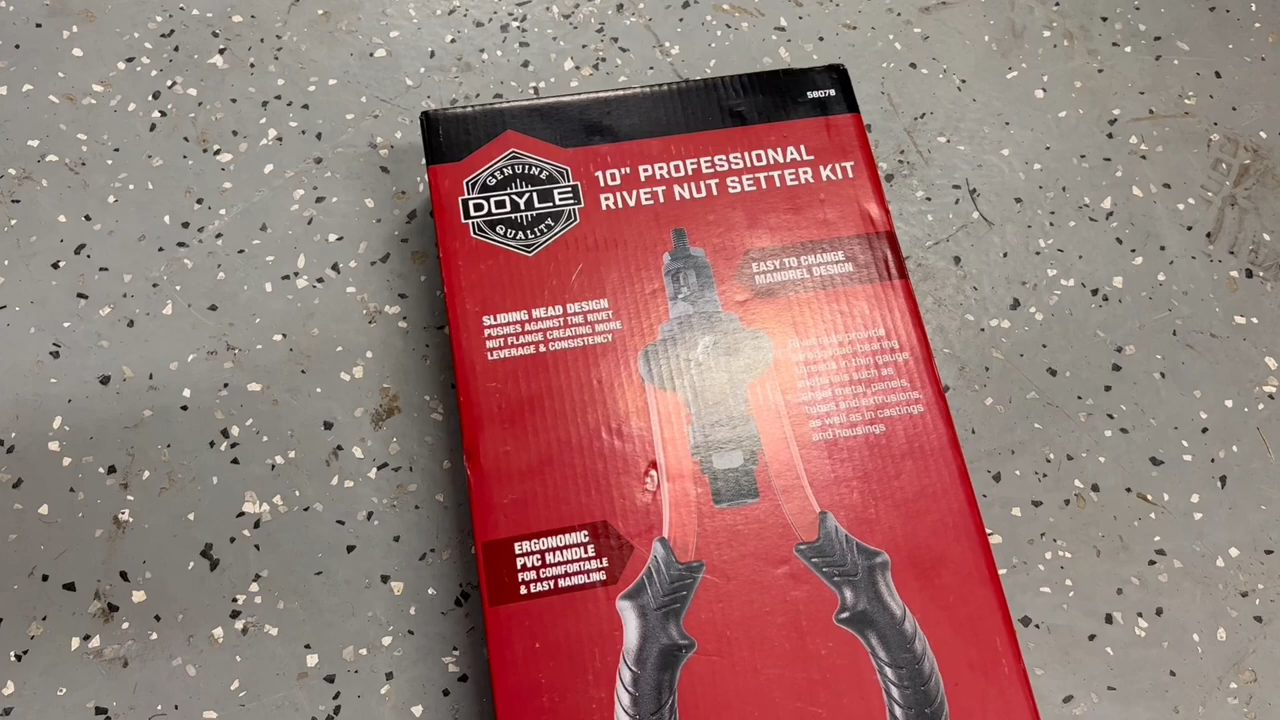 58078
GENUINE
DOYLE
QUALITY
10" PROFESSIONAL
RIVET NUT SETTER KIT
EASY TO CHANGE
MANDREL DESIGN
SLIDING HEAD DESIGN
PUSHES AGAINST THE RIVET
NUT FLANGE CREATING MORE
LEVERAGE & CONSISTENCY
Rivet nuts provide
strong load-bearing
threads in thin gauge
materials such as
sheet metal, panels,
tubes and extrusions,
as well as in castings
and housings
ERGONOMIC
PVC HANDLE
FOR COMFORTABLE
& EASY HANDLING